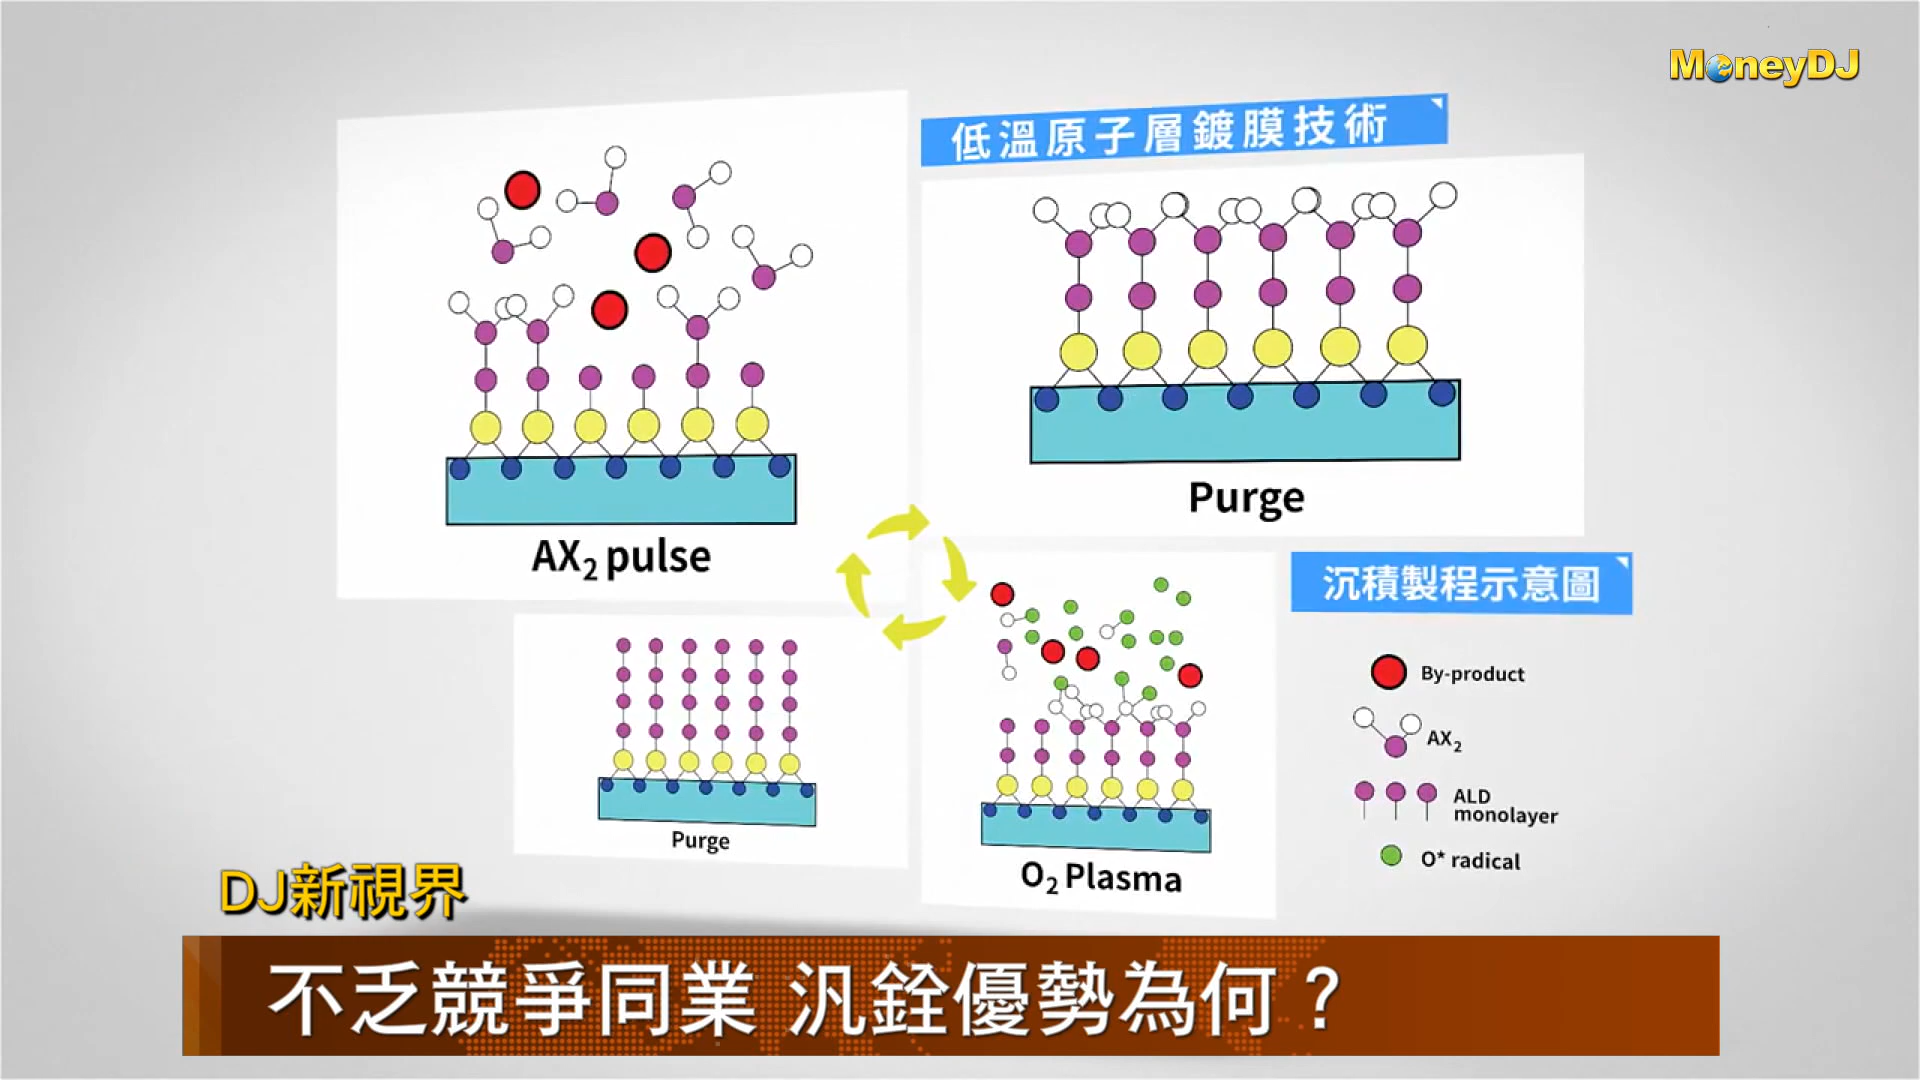 MoneyDJ
低溫原子層鍍膜技術
AX₂ pulse
Purge
沉積製程示意圖
By-product
AX₂
ALD
monolayer
O* radical
Purge
O₂ Plasma
DJ新視界
不乏競爭同業 汎銓優勢為何？